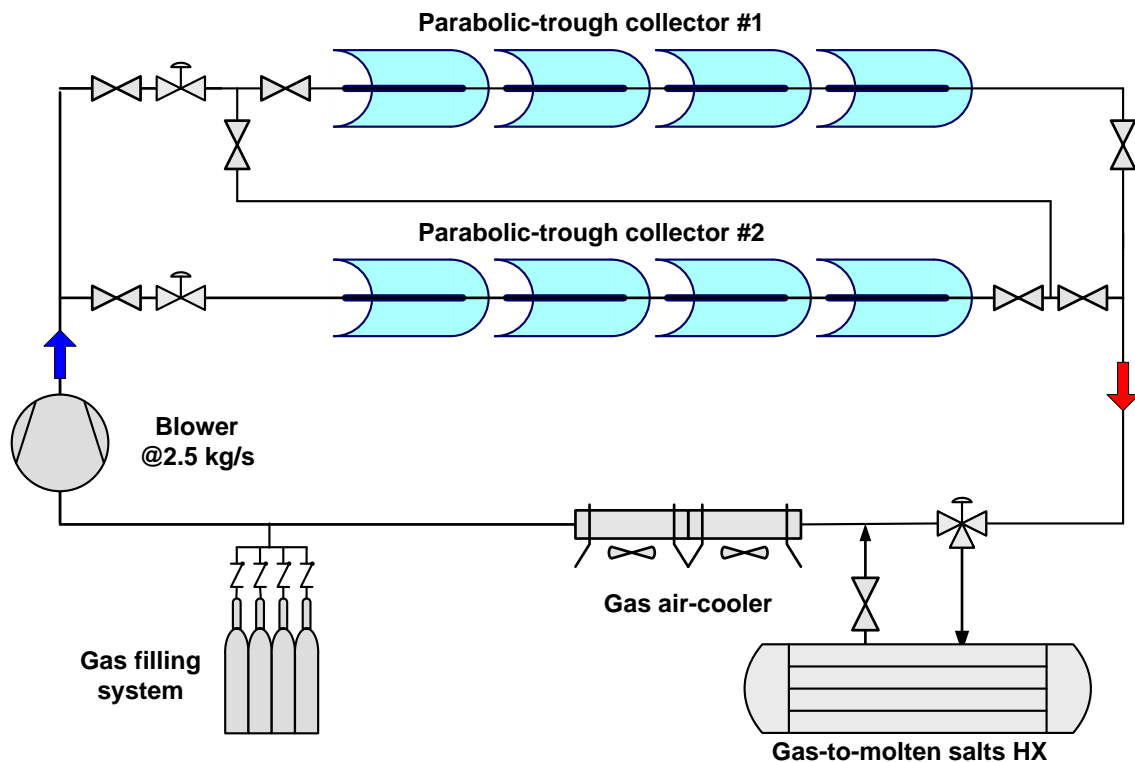 Parabolic-trough collector #1
Parabolic-trough collector #2
Blower
@2.5 kg/s
Gas air-cooler
Gas filling
system
Gas-to-molten salts HX